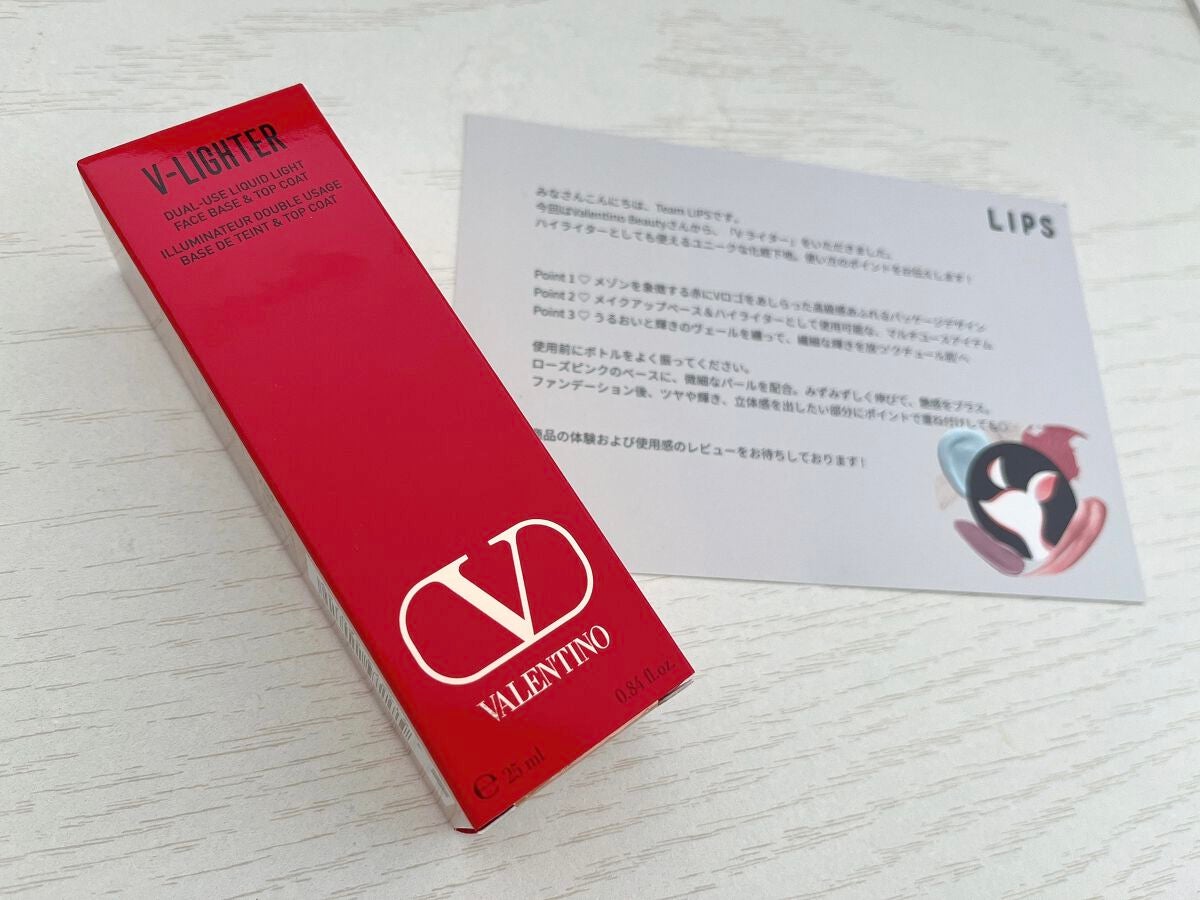 V-LIGHTER
DUAL-USE LIQUID LIGHT
FACE BASE & TOP COAT
ILLUMINATEUR DOUBLE USAGE
BASE DE TEINT & TOP COAT
V
VALENTINO
℮ 25 ml
0.84 fl.oz.
LIPS
みなさんこんにちは、Team LIPSです。
今回はValentino Beautyさんから、「V ライター」をいただきました。
ハイライターとしても使えるユニークな化粧下地。使い方のポイントをお伝えします!
Point 1♡ メゾンを象徴する赤にVロゴをあしらった高級感あふれるパッケージデザイン
Point 2♡ メイクアップベース&ハイライターとして使用可能な、マルチユースアイテム
Point 3♡ うるおいと輝きのヴェールを纏って、繊細な輝きを放つクチュール肌へ
使用前にボトルをよく振ってください。
ローズピンクのベースに、微細なパールを配合。みずみずしく伸びて、艶感をプラス。
ファンデーション後、ツヤや輝き、立体感を出したい部分にポイントで重ね付けしても
商品の体験および使用感のレビューをお待ちしております!